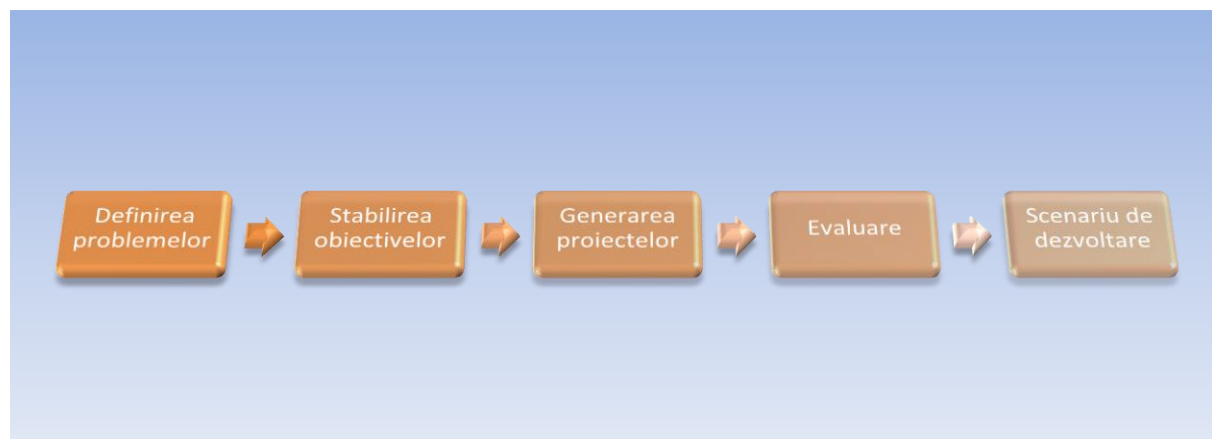 Definirea
problemelor
Stabilirea
obiectivelor
Generarea
proiectelor
Evaluare
Scenariu de
dezvoltare